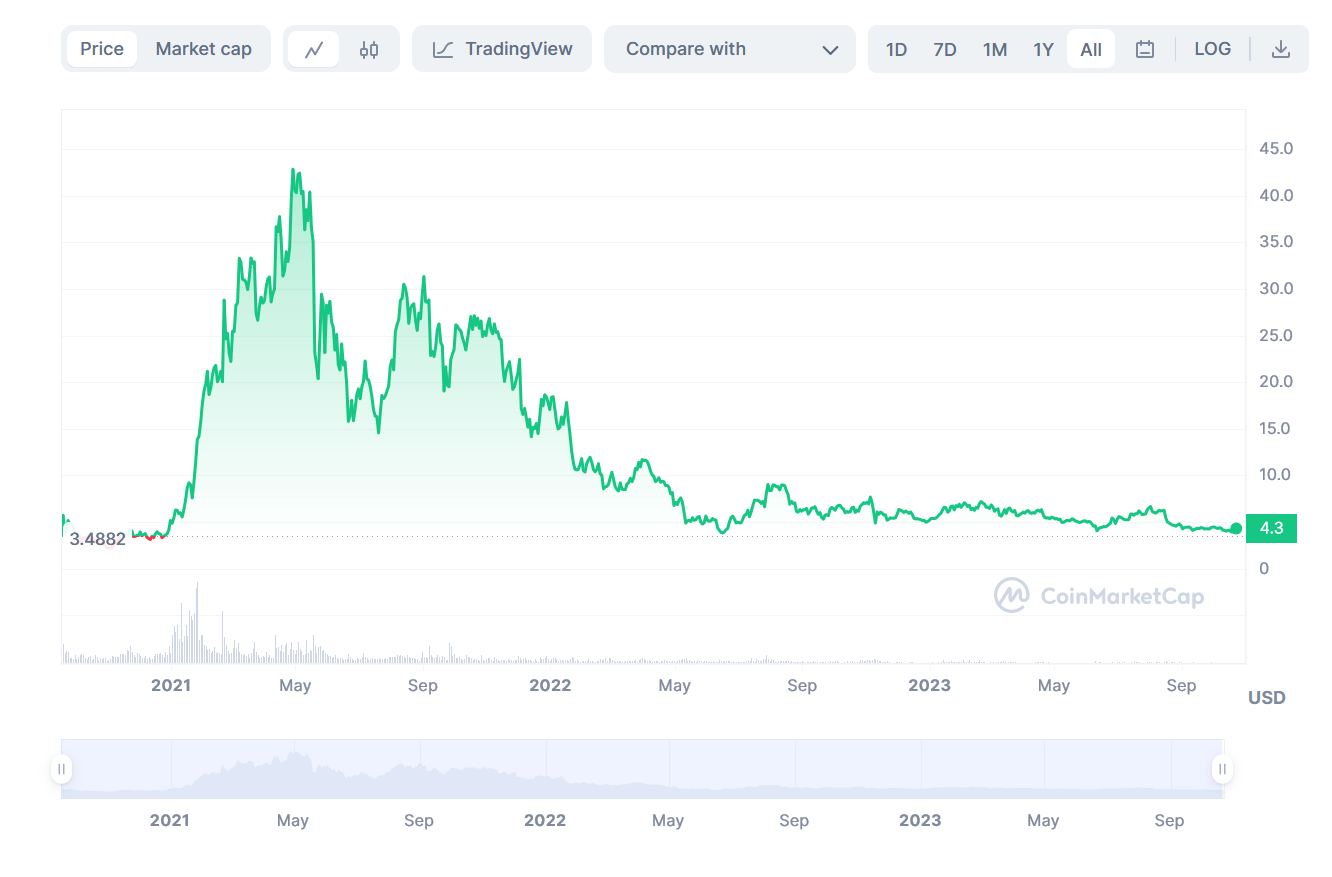 Price Market cap TradingView Compare with 1D 7D 1M 1Y All LOG
45.0
40.0
35.0
30.0
25.0
20.0
15.0
10.0
4.3
3.4882
0
CoinMarketCap
2021 May Sep 2022 May Sep 2023 May Sep
USD
2021 May Sep 2022 May Sep 2023 May Sep